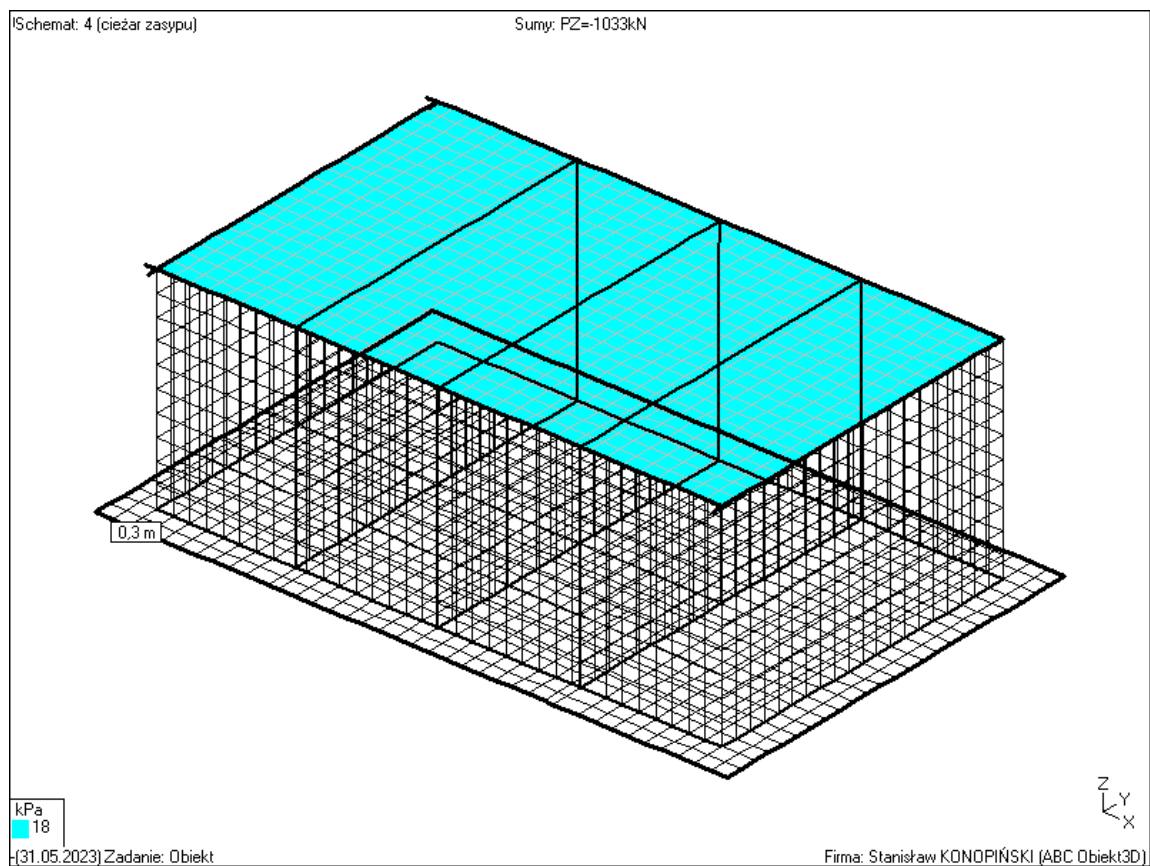 !Schemat: 4 (cieżar zasypu)
Sumy: PZ=-1033kN
0,3 m
Z
Y
X
kPa
18
-(31.05.2023) Zadanie: Obiekt
Firma: Stanisław KONOPIŃSKI (ABC Obiekt3D)